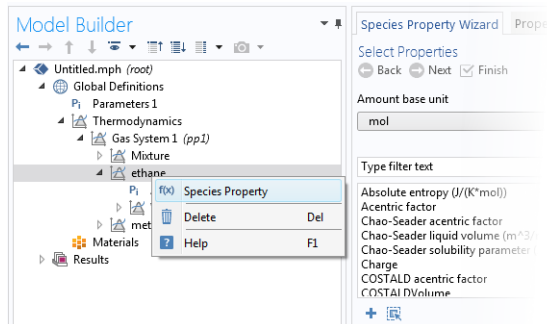 Model Builder
Untitled.mph (root)
Global Definitions
Pi Parameters 1
Thermodynamics
Gas System 1 (pp1)
Mixture
ethane
Pi
f(x) Species Property
Delete Del
? Help F1
met
Materials
Results
Species Property Wizard Prope
Select Properties
Back Next Finish
Amount base unit
mol
Type filter text
Absolute entropy (J/(K*mol))
Acentric factor
Chao-Seader acentric factor
Chao-Seader liquid volume (m^3/
Chao-Seader solubility parameter
Charge
COSTALD acentric factor
COSTALDVolume